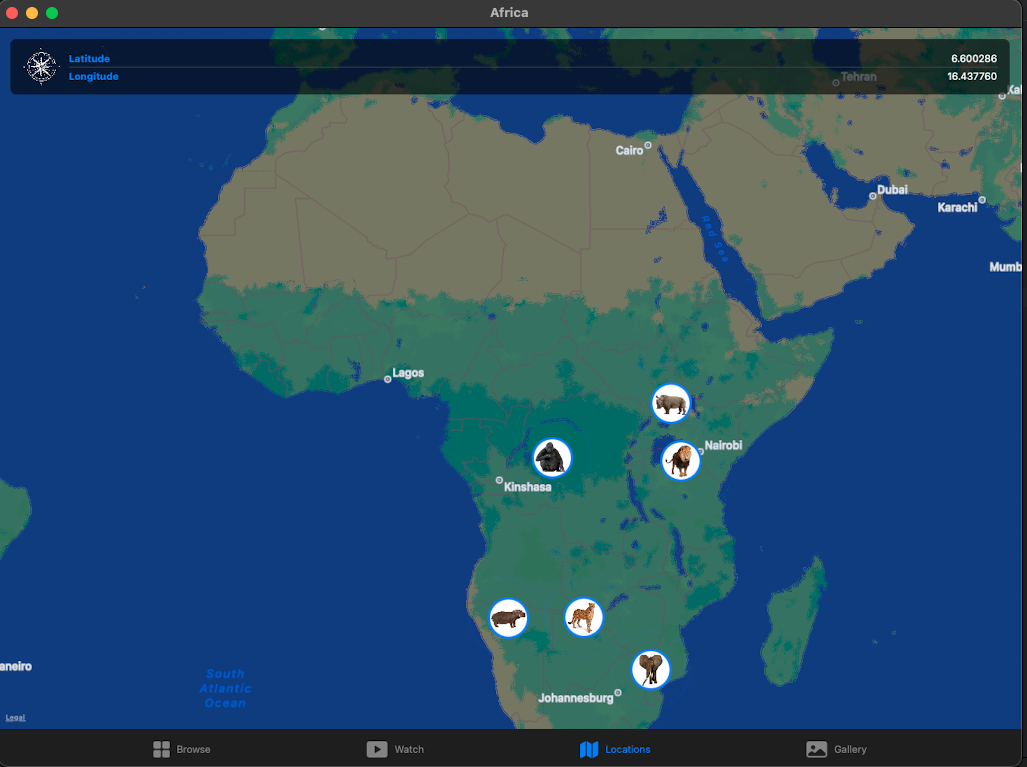 Africa
Latitude 6.600286
Longitude 16.437760
Tehran
Ka
Cairo
Dubai
Karachi
Red Sea
Mumb
Lagos
Nairobi
Kinshasa
aneiro
South
Atlantic
Ocean
Johannesburg
Legal
Browse Watch Locations Gallery